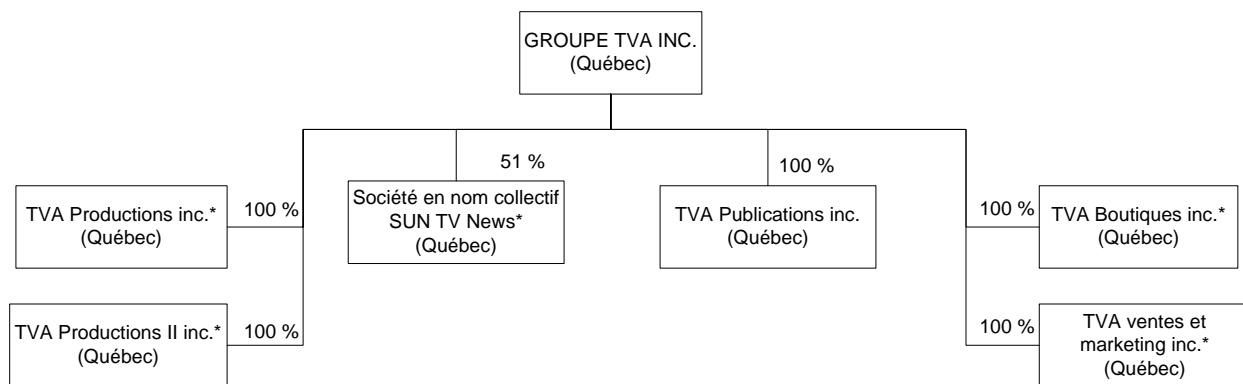 GROUPE TVA INC.
(Québec)
51 %
100 %
TVA Productions inc.*
(Québec)
100 %
Société en nom collectif
SUN TV News*
(Québec)
TVA Publications inc.
(Québec)
100 %
TVA Boutiques inc.*
(Québec)
TVA Productions II inc.*
(Québec)
100 %
100 %
TVA ventes et
marketing inc.*
(Québec)